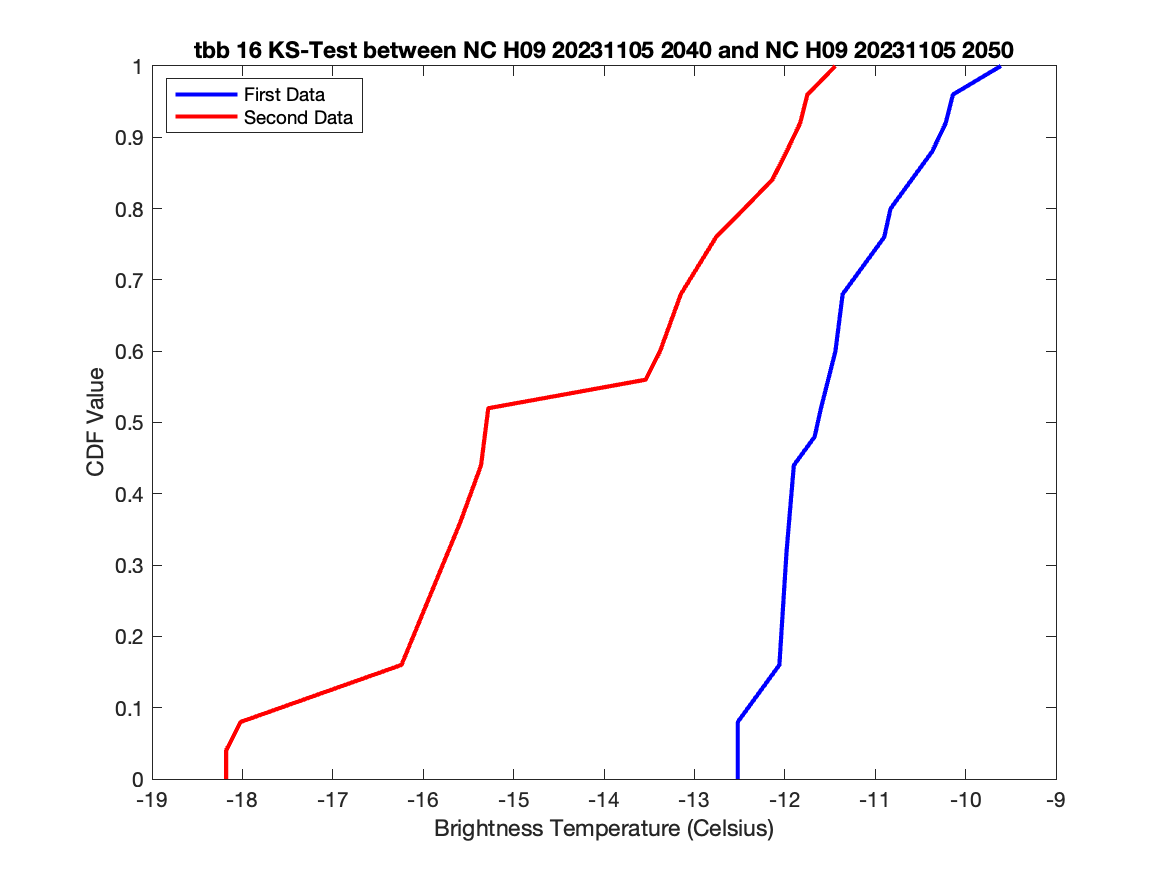 tbb 16 KS-Test between NC H09 20231105 2040 and NC H09 20231105 2050
First Data
Second Data
1
0.9
0.8
0.7
0.6
0.5
0.4
0.3
0.2
0.1
0
CDF Value
-19 -18 -17 -16 -15 -14 -13 -12 -11 -10 -9
Brightness Temperature (Celsius)